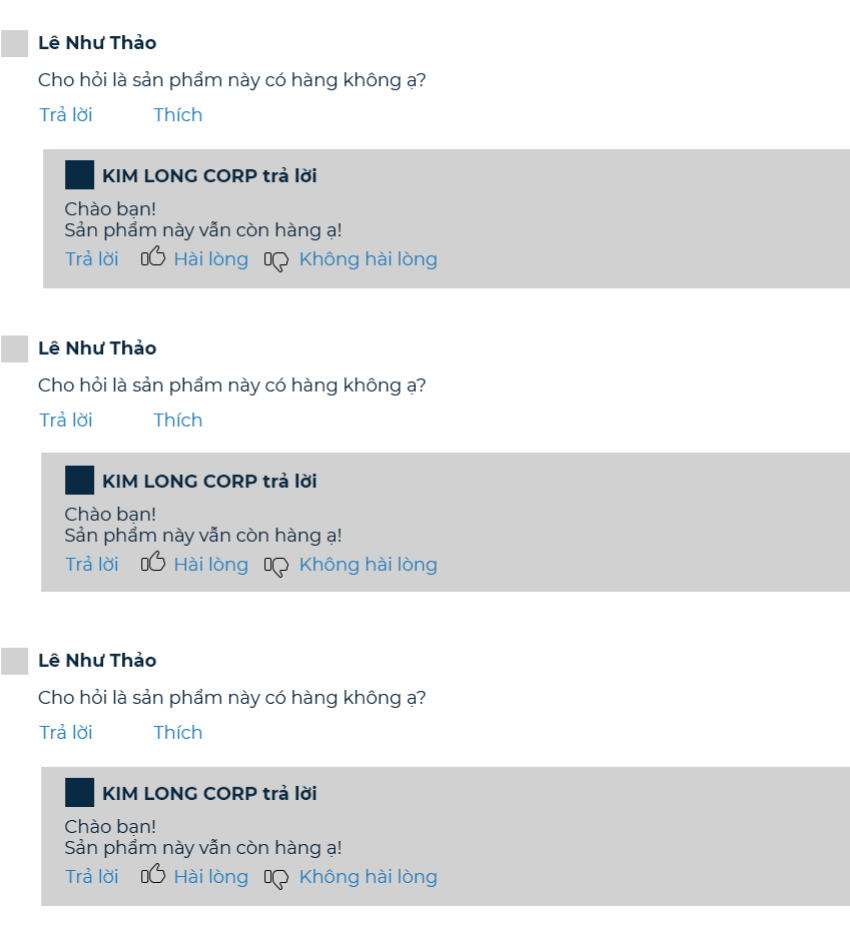 Lê Như Thảo
Cho hỏi là sản phẩm này có hàng không ạ?
Trả lời Thích
KIM LONG CORP trả lời
Chào bạn!
Sản phẩm này vẫn còn hàng ạ!
Trả lời Hài lòng Không hài lòng
Lê Như Thảo
Cho hỏi là sản phẩm này có hàng không ạ?
Trả lời Thích
KIM LONG CORP trả lời
Chào bạn!
Sản phẩm này vẫn còn hàng ạ!
Trả lời Hài lòng Không hài lòng
Lê Như Thảo
Cho hỏi là sản phẩm này có hàng không ạ?
Trả lời Thích
KIM LONG CORP trả lời
Chào bạn!
Sản phẩm này vẫn còn hàng ạ!
Trả lời Hài lòng Không hài lòng